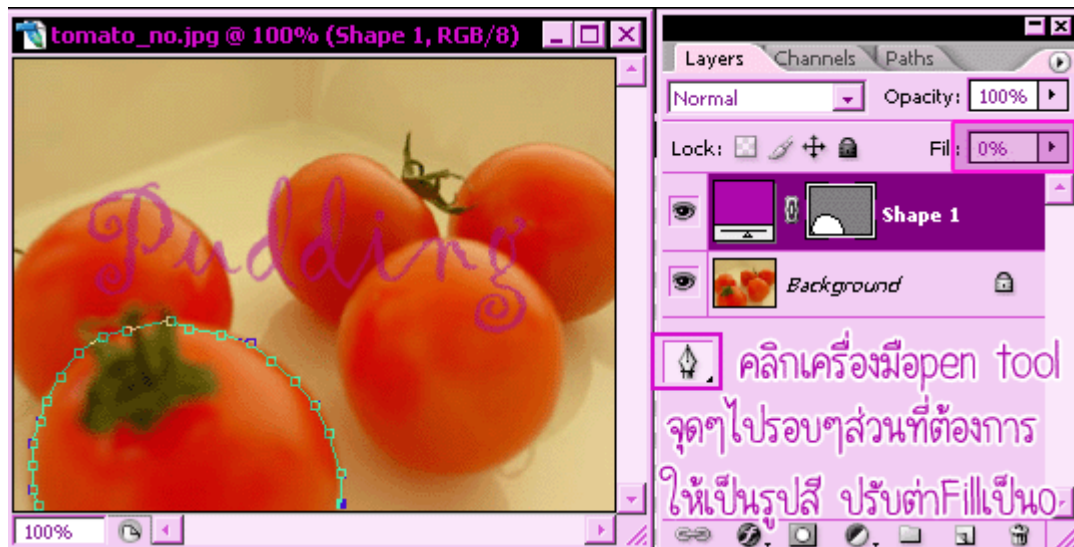 tomato_no.jpg @ 100% (Shape 1, RGB/8)
Pudding
100%
Layers Channels Paths
Normal Opacity: 100%
Lock: Fill: 0%
Shape 1
Background
คลิกเครื่องมือpen tool
จุดๆไปรอบๆส่วนที่ต้องการ
ให้เป็นรูปสี ปรับต่าFillเป็น0